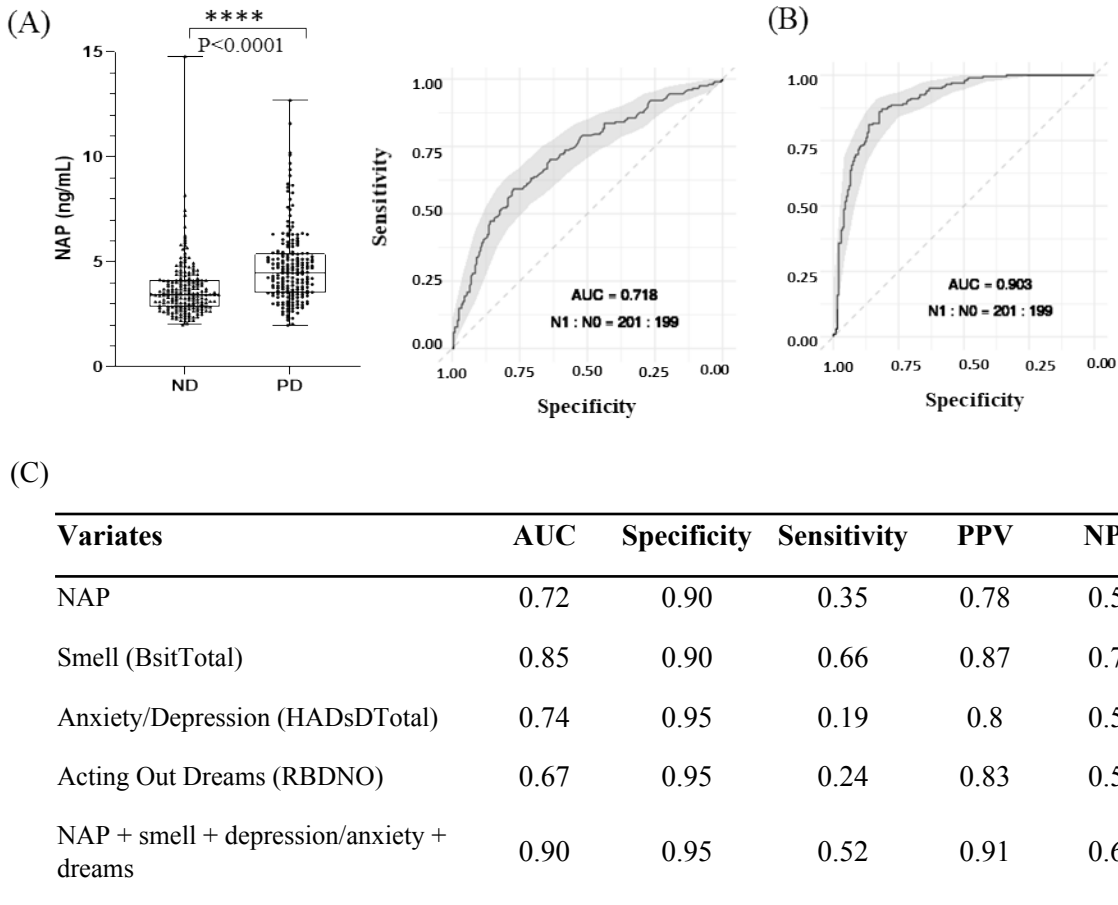 (A)
****
P<0.0001
15
10
5
0
NAP (ng/mL)
ND
PD
1.00
0.75
0.50
0.25
0.00
Sensitivity
AUC = 0.718
N1 : N0 = 201 : 199
1.00 0.75 0.50 0.25 0.00
Specificity
(B)
1.00
0.75
0.50
0.25
0.00
AUC = 0.903
N1 : N0 = 201 : 199
1.00 0.75 0.50 0.25 0.00
Specificity
(C)
Variates AUC Specificity Sensitivity PPV
NAP 0.72 0.90 0.35 0.78
Smell (BsitTotal) 0.85 0.90 0.66 0.87
Anxiety/Depression (HADsDTotal) 0.74 0.95 0.19 0.8
Acting Out Dreams (RBDNO) 0.67 0.95 0.24 0.83
NAP + smell + depression/anxiety +
dreams 0.90 0.95 0.52 0.91